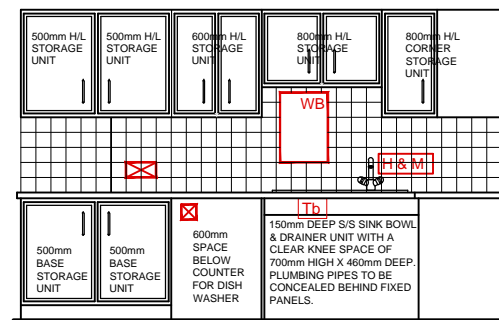 500mm H/L
STORAGE
UNIT
500mm H/L
STORAGE
UNIT
600mm H/L
STORAGE
UNIT
800mm H/L
STORAGE
UNIT
800mm H/L
CORNER
STORAGE
UNIT
WB
H & M
Tb
500mm
BASE
STORAGE
UNIT
500mm
BASE
STORAGE
UNIT
600mm
SPACE
BELOW
COUNTER
FOR DISH
WASHER
150mm DEEP S/S SINK BOWL
& DRAINER UNIT WITH A
CLEAR KNEE SPACE OF
700mm HIGH X 460mm DEEP.
PLUMBING PIPES TO BE
CONCEALED BEHIND FIXED
PANELS.